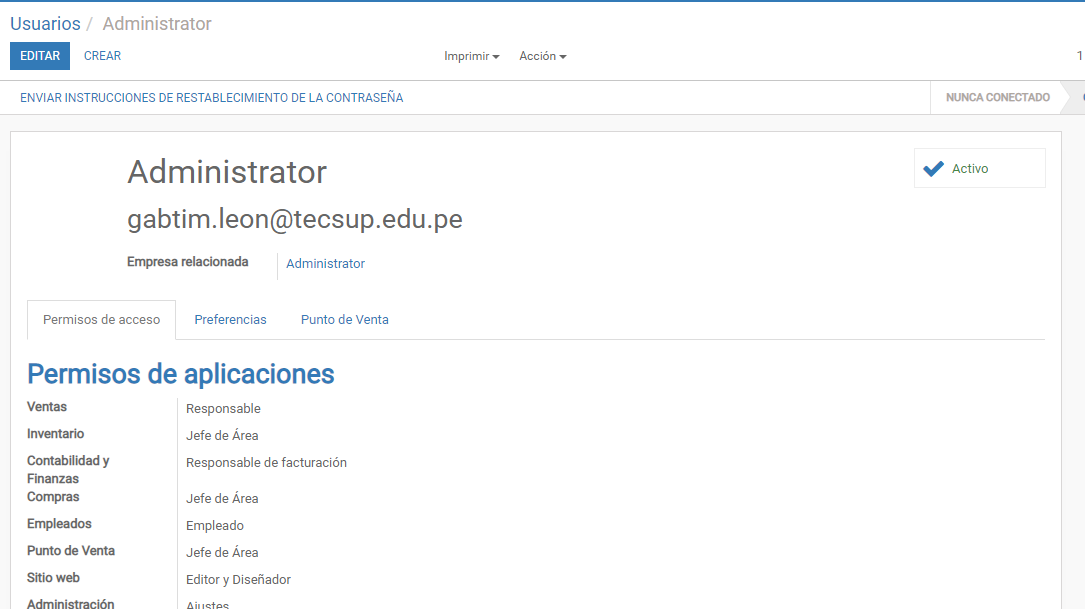 Usuarios / Administrator
EDITAR CREAR Imprimir Acción 1
ENVIAR INSTRUCCIONES DE RESTABLECIMIENTO DE LA CONTRASEÑA NUNCA CONECTADO
Administrator
Activo
gabtim.leon@tecsup.edu.pe
Empresa relacionada Administrator
Permisos de acceso Preferencias Punto de Venta
Permisos de aplicaciones
Ventas Responsable
Inventario Jefe de Área
Contabilidad y Responsable de facturación
Finanzas
Compras Jefe de Área
Empleados Empleado
Punto de Venta Jefe de Área
Sitio web Editor y Diseñador
Administración Ajustes